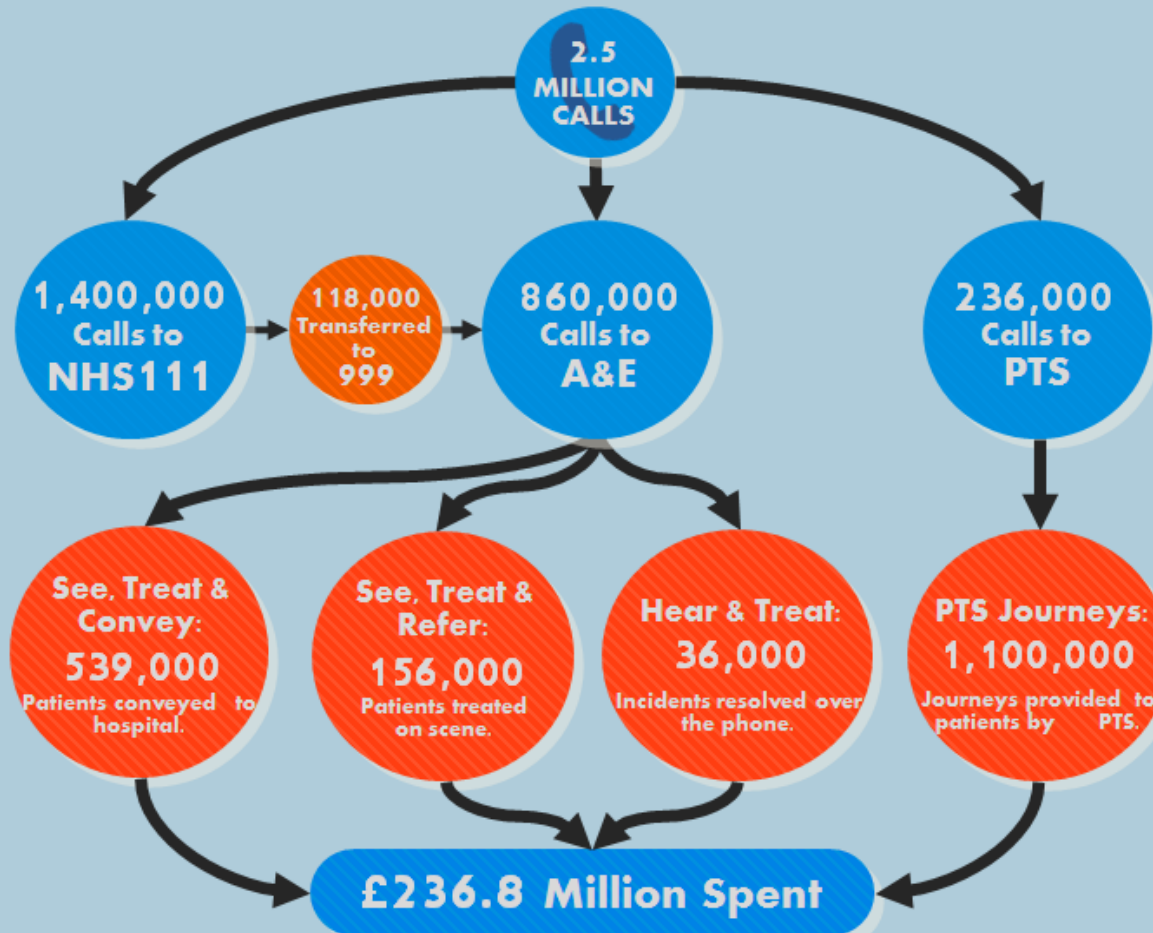 2.5
MILLION
CALLS
1,400,000
Calls to
NHS111
118,000
Transferred
to
999
860,000
Calls to
A&E
236,000
Calls to
PTS
See, Treat &
Convey:
539,000
Patients conveyed to
hospital.
See, Treat &
Refer:
156,000
Patients treated
on scene.
Hear & Treat:
36,000
Incidents resolved over
the phone.
PTS Journeys:
1,100,000
Journeys provided to
patients by PTS.
£236.8 Million Spent